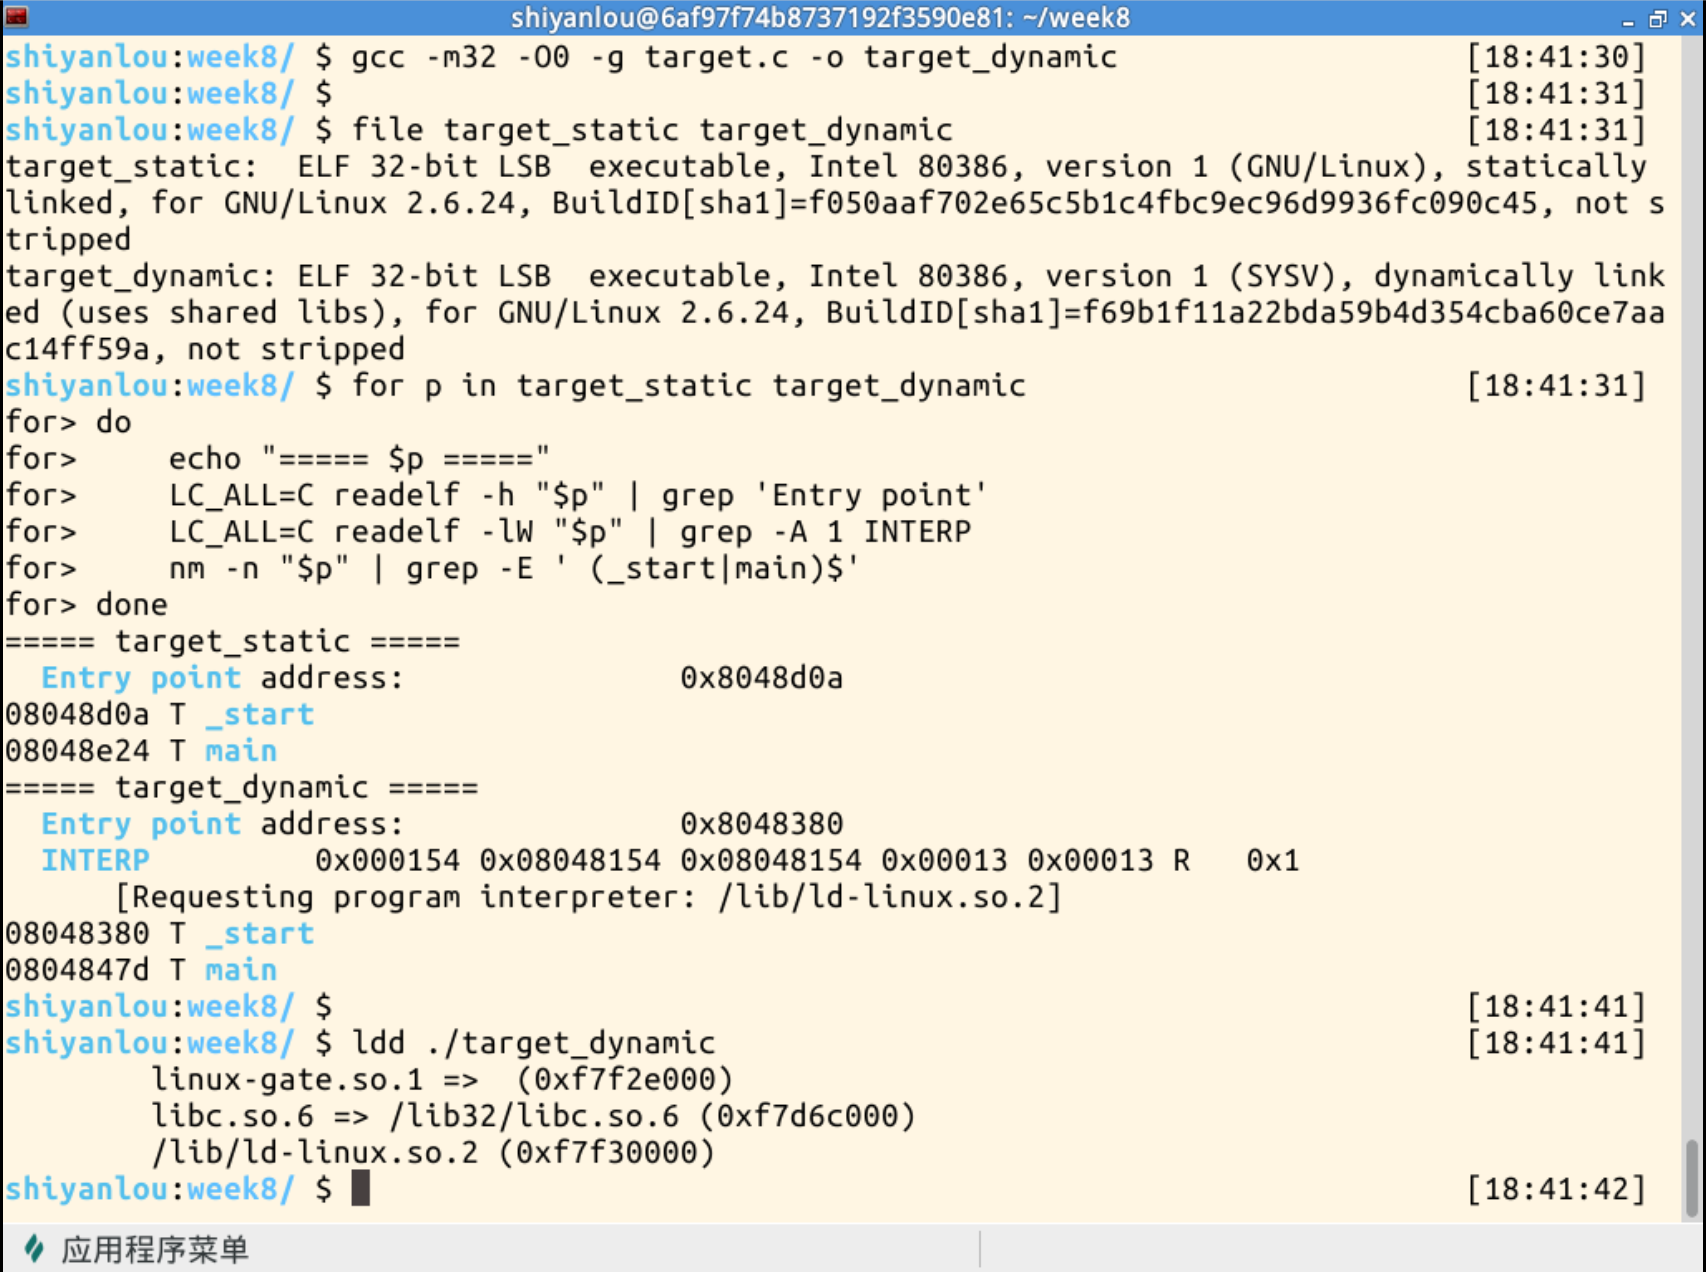 shiyanlou@6af97f74b8737192f3590e81: ~/week8
shiyanlou:week8/ $ gcc -m32 -O0 -g target.c -o target_dynamic [18:41:30]
shiyanlou:week8/ $ [18:41:31]
shiyanlou:week8/ $ file target_static target_dynamic [18:41:31]
target_static:  ELF 32-bit LSB  executable, Intel 80386, version 1 (GNU/Linux), statically
linked, for GNU/Linux 2.6.24, BuildID[sha1]=f050aaf702e65c5b1c4fbc9ec96d9936fc090c45, not s
tripped
target_dynamic: ELF 32-bit LSB  executable, Intel 80386, version 1 (SYSV), dynamically link
ed (uses shared libs), for GNU/Linux 2.6.24, BuildID[sha1]=f69b1f11a22bda59b4d354cba60ce7aa
c14ff59a, not stripped
shiyanlou:week8/ $ for p in target_static target_dynamic [18:41:31]
for> do
for>     echo "===== $p ====="
for>     LC_ALL=C readelf -h "$p" | grep 'Entry point'
for>     LC_ALL=C readelf -lW "$p" | grep -A 1 INTERP
for>     nm -n "$p" | grep -E ' (_start|main)$'
for> done
===== target_static =====
  Entry point address:               0x8048d0a
08048d0a T _start
08048e24 T main
===== target_dynamic =====
  Entry point address:               0x8048380
  INTERP         0x000154 0x08048154 0x08048154 0x00013 0x00013 R   0x1
      [Requesting program interpreter: /lib/ld-linux.so.2]
08048380 T _start
0804847d T main
shiyanlou:week8/ $ [18:41:41]
shiyanlou:week8/ $ ldd ./target_dynamic [18:41:41]
        linux-gate.so.1 =>  (0xf7f2e000)
        libc.so.6 => /lib32/libc.so.6 (0xf7d6c000)
        /lib/ld-linux.so.2 (0xf7f30000)
shiyanlou:week8/ $ [18:41:42]
应用程序菜单